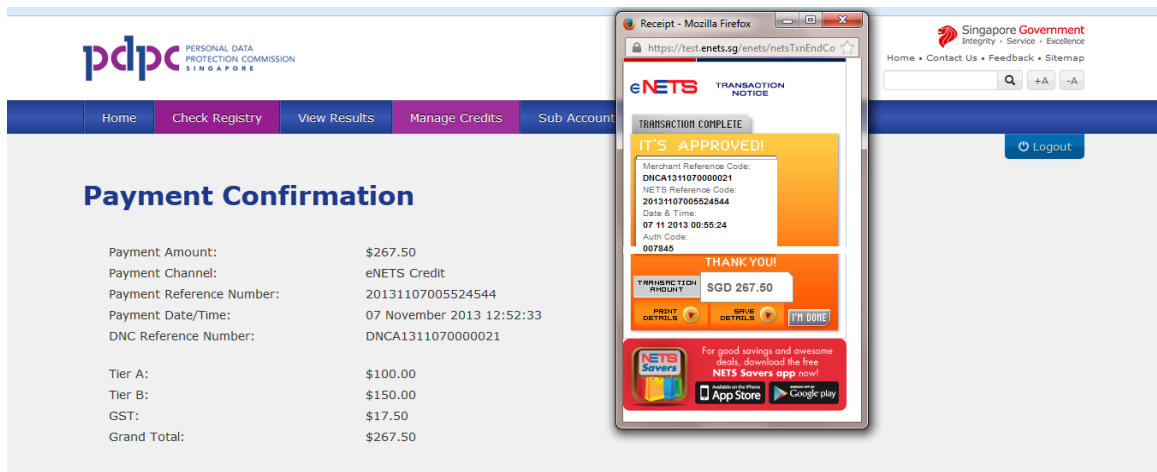 pdpc PERSONAL DATA
PROTECTION COMMISSION
SINGAPORE
Singapore Government
Integrity • Service • Excellence
Home • Contact Us • Feedback • Sitemap
+A -A
Home Check Registry View Results Manage Credits Sub Account
Logout
Payment Confirmation
Payment Amount: $267.50
Payment Channel: eNETS Credit
Payment Reference Number: 20131107005524544
Payment Date/Time: 07 November 2013 12:52:33
DNC Reference Number: DNCA1311070000021
Tier A: $100.00
Tier B: $150.00
GST: $17.50
Grand Total: $267.50
Receipt - Mozilla Firefox
https://test.enets.sg/enets/netsTxnEndCo
eNETS TRANSACTION
NOTICE
TRANSACTION COMPLETE
IT'S APPROVED!
Merchant Reference Code:
DNCA1311070000021
NETS Reference Code:
20131107005524544
Date & Time:
07 11 2013 00:55:24
Auth Code:
007845
THANK YOU!
TRANSACTION
AMOUNT
SGD 267.50
PRINT
DETAILS
SAVE
DETAILS
I'M DONE
NETS
Savers
For good savings and awesome
deals, download the free
NETS Savers app now!
Available on the iPhone
App Store
ANDROID APP ON
Google play